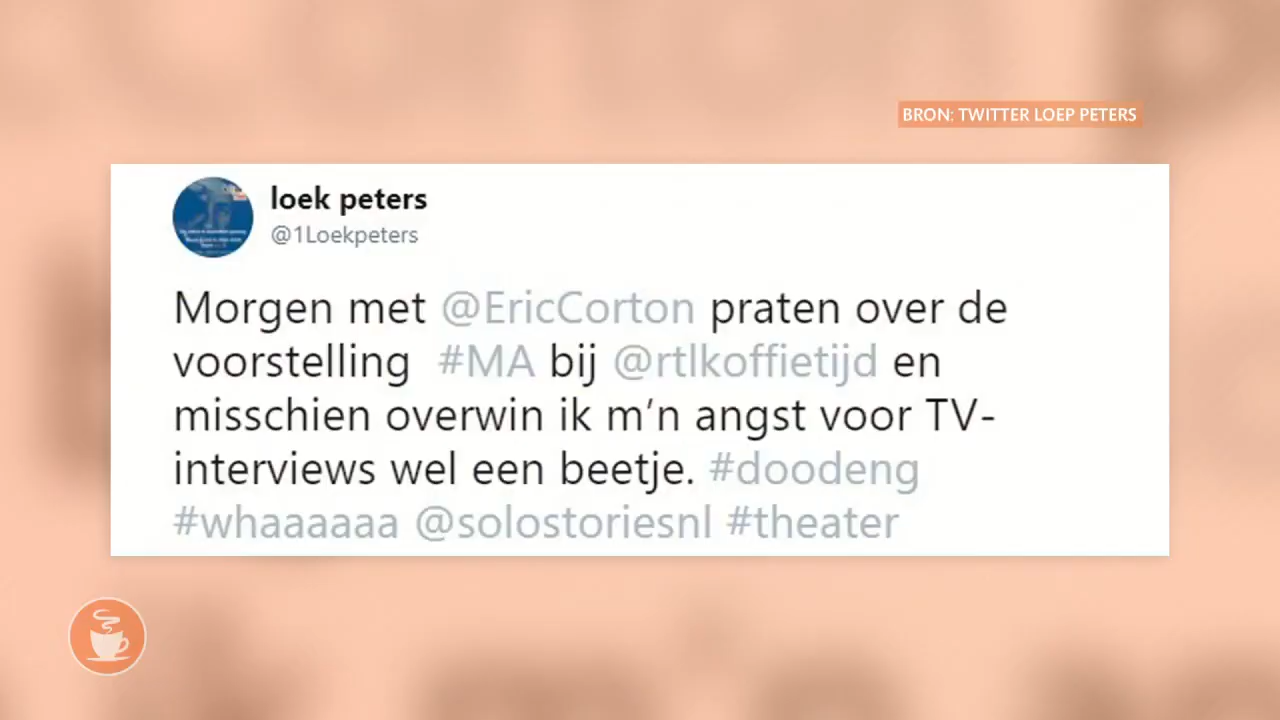 BRON: TWITTER LOEP PETERS
loek peters
@1Loekpeters
Morgen met @EricCorton praten over de
voorstelling #MA bij @rtlkoffietijd en
misschien overwin ik m'n angst voor TV-
interviews wel een beetje. #doodeng
#whaaaaaa @solostoriesnl #theater